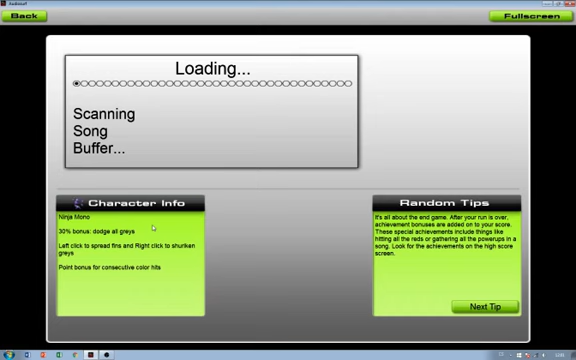 Audiosurf
Back
Fullscreen
Loading...
Scanning
Song
Buffer...
Character Info
Ninja Mono
30% bonus: dodge all greys
Left click to spread fins and Right click to shuriken
greys
Point bonus for consecutive color hits
Random Tips
It's all about the end game. After your run is over,
achievement bonuses are added on to your score.
These special achievements include things like
hitting all the reds or gathering all the powerups in a
song. Look for the achievements on the high score
screen.
Next Tip